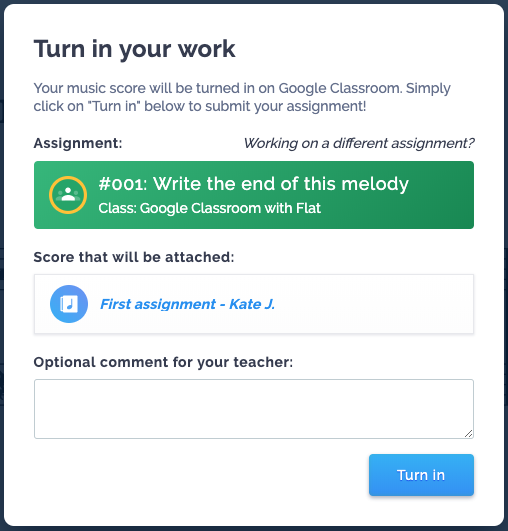 Turn in your work
Your music score will be turned in on Google Classroom. Simply
click on "Turn in" below to submit your assignment!
Assignment:
Working on a different assignment?
#001: Write the end of this melody
Class: Google Classroom with Flat
Score that will be attached:
First assignment - Kate J.
Optional comment for your teacher:
Turn in